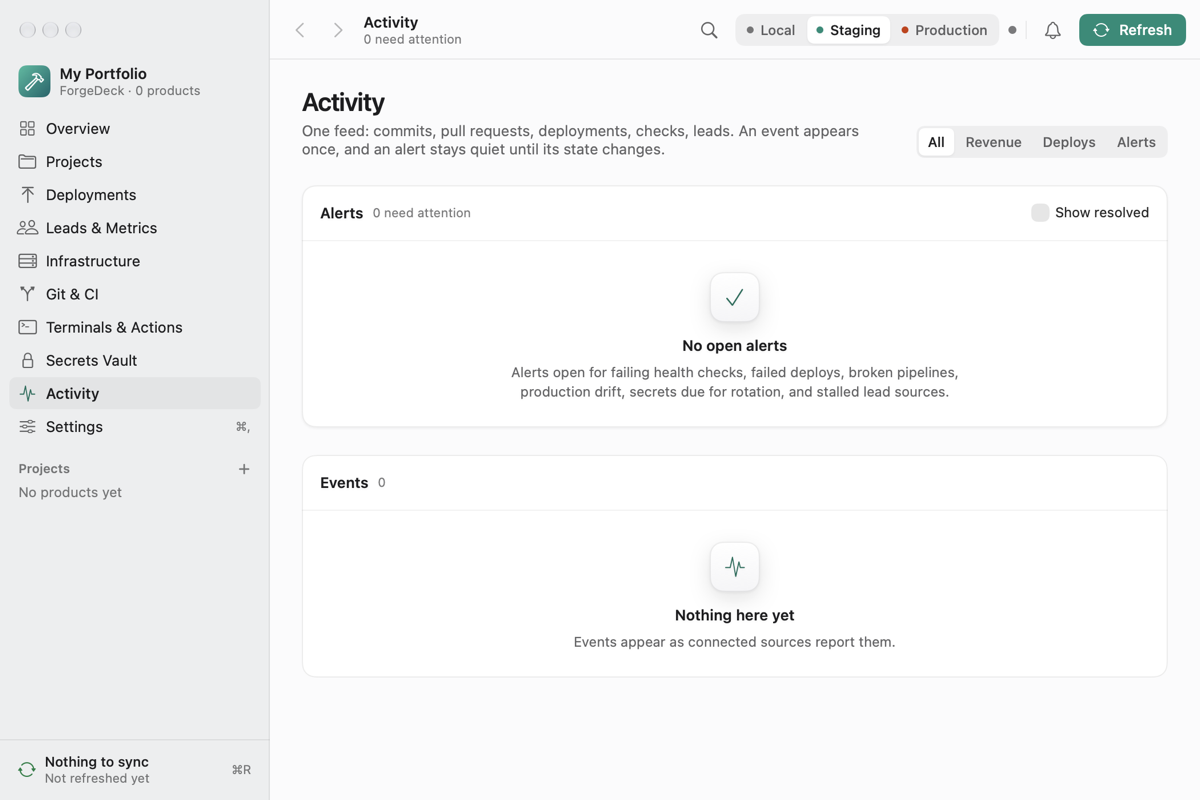 My Portfolio
ForgeDeck · 0 products
Overview
Projects
Deployments
Leads & Metrics
Infrastructure
Git & CI
Terminals & Actions
Secrets Vault
Activity
Settings ⌘,
Projects +
No products yet
Nothing to sync
Not refreshed yet
⌘R
Activity
0 need attention
Local Staging Production
Refresh
Activity
One feed: commits, pull requests, deployments, checks, leads. An event appears
once, and an alert stays quiet until its state changes.
All Revenue Deploys Alerts
Alerts 0 need attention
Show resolved
No open alerts
Alerts open for failing health checks, failed deploys, broken pipelines,
production drift, secrets due for rotation, and stalled lead sources.
Events 0
Nothing here yet
Events appear as connected sources report them.